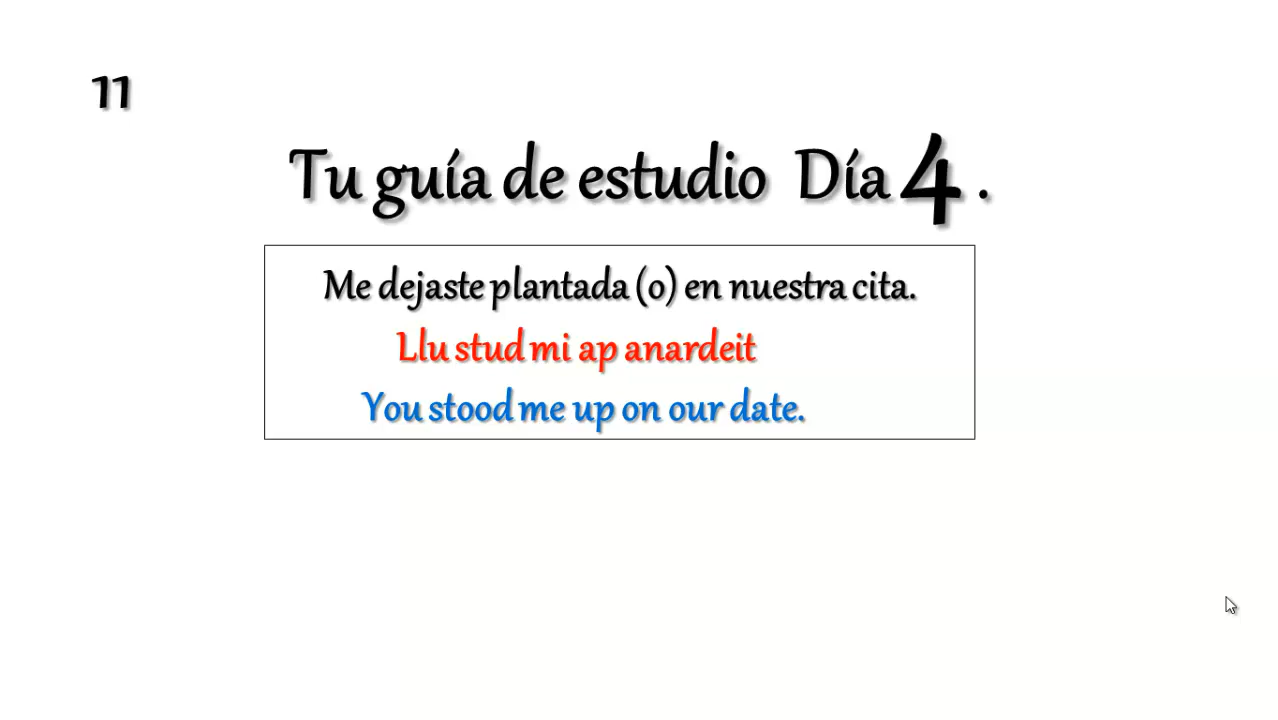 11
Tu guía de estudio Día 4 .
Me dejaste plantada (o) en nuestra cita.
Llu stud mi ap anardeit
You stood me up on our date.